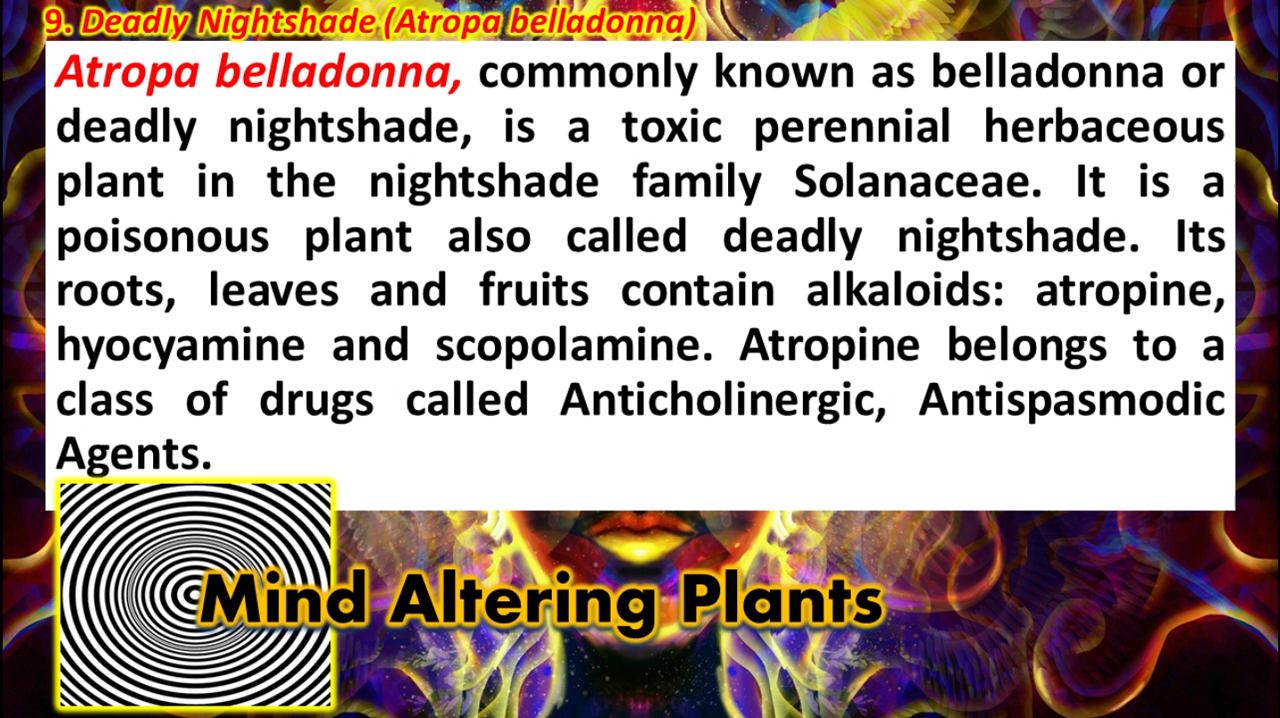 9. Deadly Nightshade (Atropa belladonna)
Atropa belladonna, commonly known as belladonna or
deadly nightshade, is a toxic perennial herbaceous
plant in the nightshade family Solanaceae. It is a
poisonous plant also called deadly nightshade. Its
roots, leaves and fruits contain alkaloids: atropine,
hyocyamine and scopolamine. Atropine belongs to a
class of drugs called Anticholinergic, Antispasmodic
Agents.
Mind Altering Plants